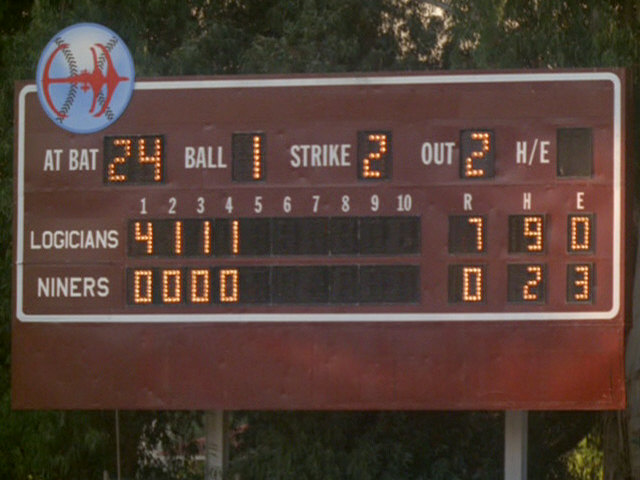 AT BAT 24 BALL 1 STRIKE 2 OUT 2 H/E
1 2 3 4 5 6 7 8 9 10 R H E
LOGICIANS 4 1 1 1 7 9 0
NINERS 0 0 0 0 0 2 3